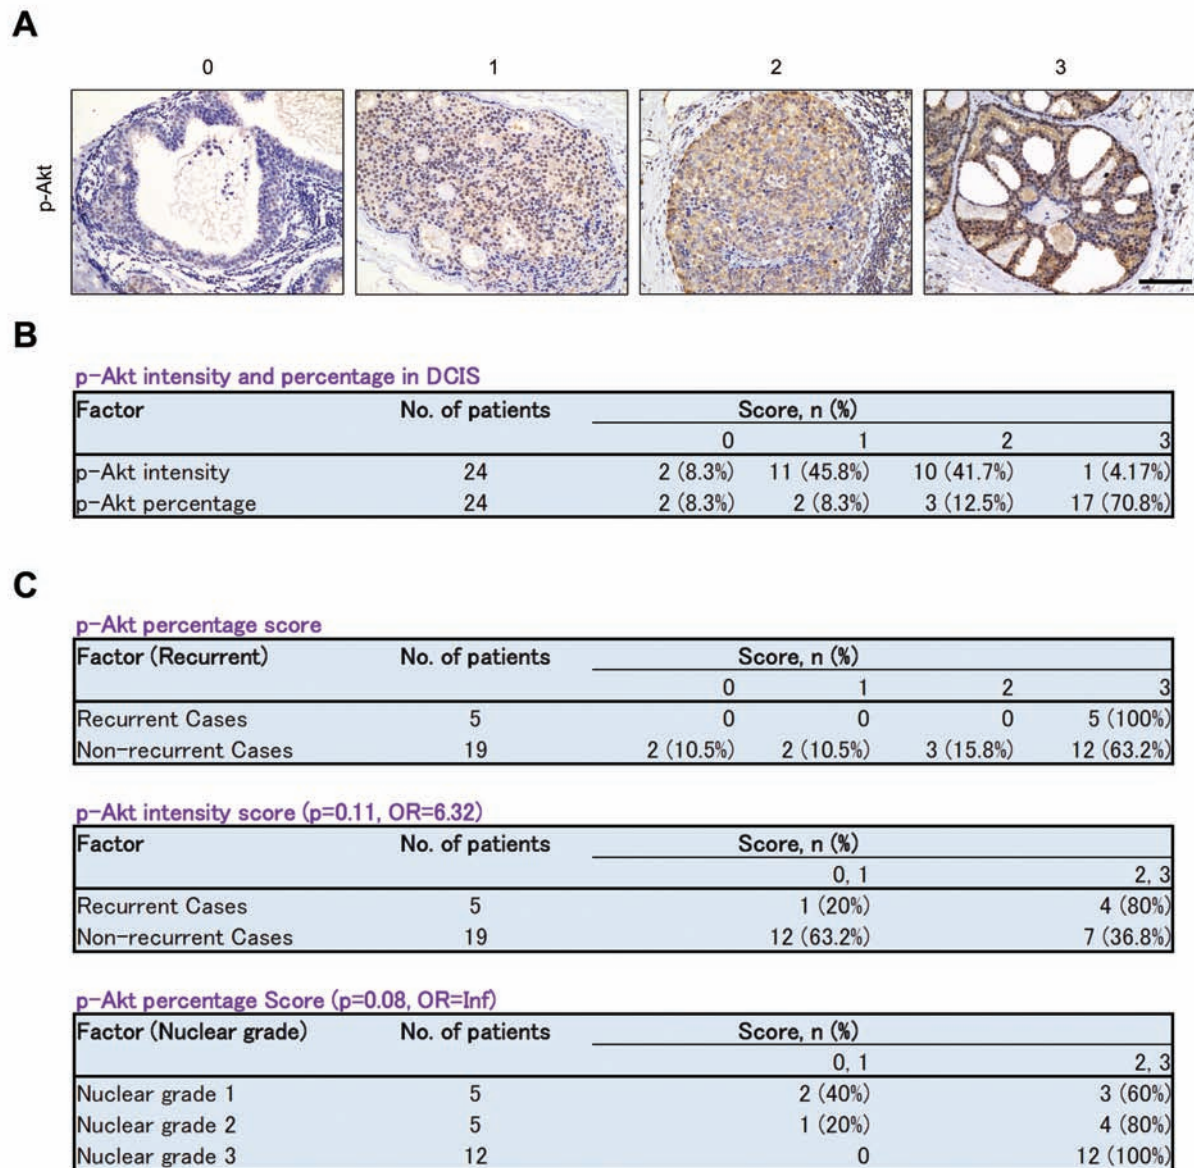 A
0 1 2 3
p-Akt
B
p-Akt intensity and percentage in DCIS
Factor No. of patients Score, n (%)
0 1 2 3
p-Akt intensity 24 2 (8.3%) 11 (45.8%) 10 (41.7%) 1 (4.17%)
p-Akt percentage 24 2 (8.3%) 2 (8.3%) 3 (12.5%) 17 (70.8%)
C
p-Akt percentage score
Factor (Recurrent) No. of patients Score, n (%)
0 1 2 3
Recurrent Cases 5 0 0 0 5 (100%)
Non-recurrent Cases 19 2 (10.5%) 2 (10.5%) 3 (15.8%) 12 (63.2%)
p-Akt intensity score (p=0.11, OR=6.32)
Factor No. of patients Score, n (%)
0, 1 2, 3
Recurrent Cases 5 1 (20%) 4 (80%)
Non-recurrent Cases 19 12 (63.2%) 7 (36.8%)
p-Akt percentage Score (p=0.08, OR=Inf)
Factor (Nuclear grade) No. of patients Score, n (%)
0, 1 2, 3
Nuclear grade 1 5 2 (40%) 3 (60%)
Nuclear grade 2 5 1 (20%) 4 (80%)
Nuclear grade 3 12 0 12 (100%)